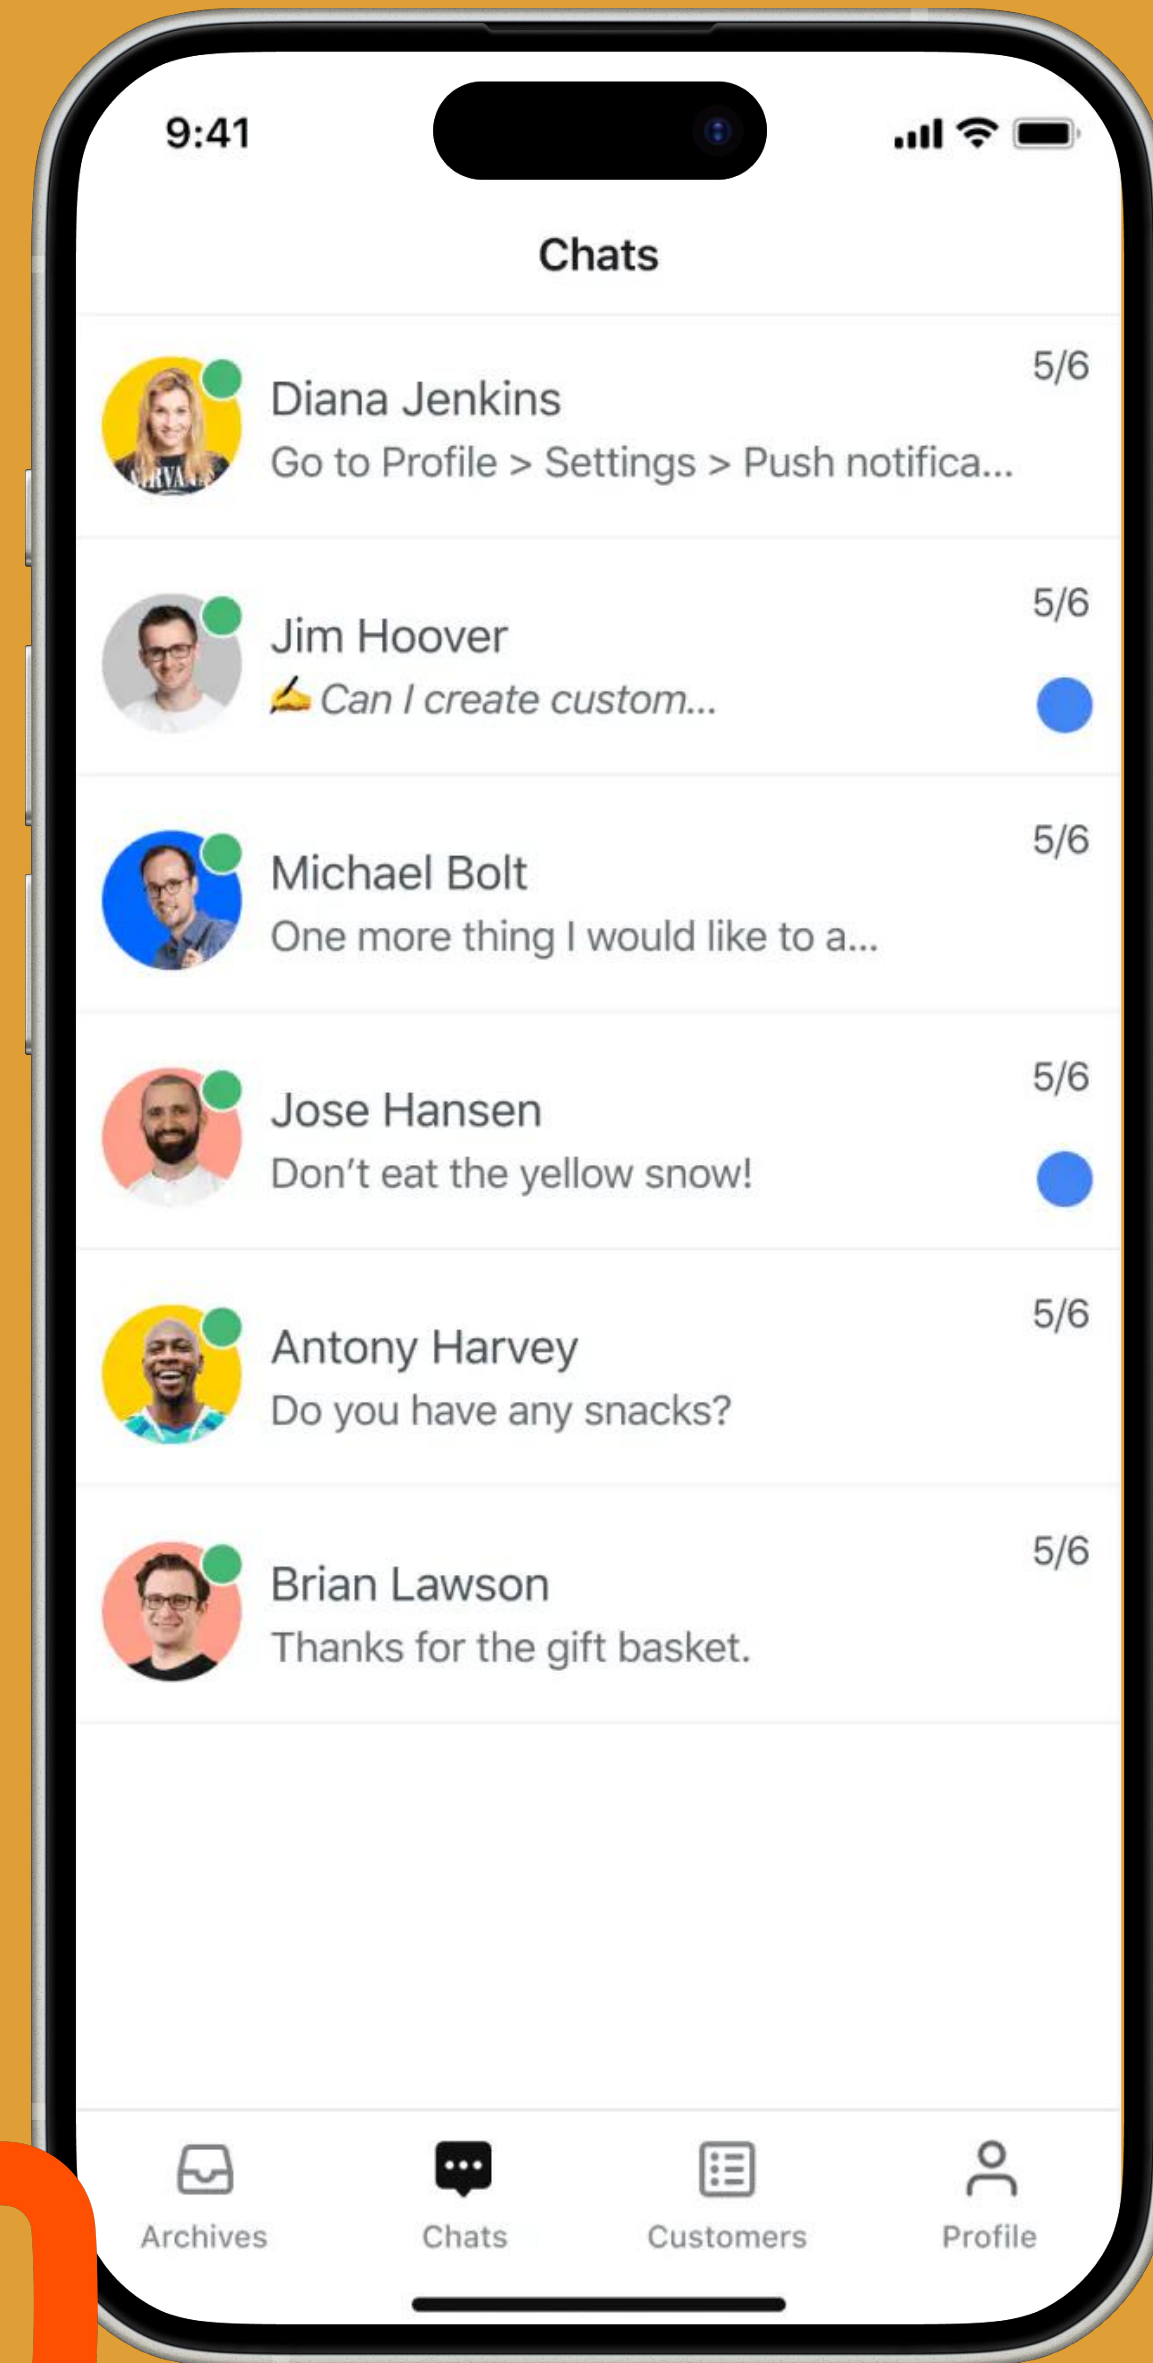 9:41
Chats
5/6
Diana Jenkins
Go to Profile > Settings > Push notifica...
5/6
Jim Hoover
✍️ Can I create custom...
5/6
Michael Bolt
One more thing I would like to a...
5/6
Jose Hansen
Don’t eat the yellow snow!
5/6
Antony Harvey
Do you have any snacks?
5/6
Brian Lawson
Thanks for the gift basket.
Archives Chats Customers Profile